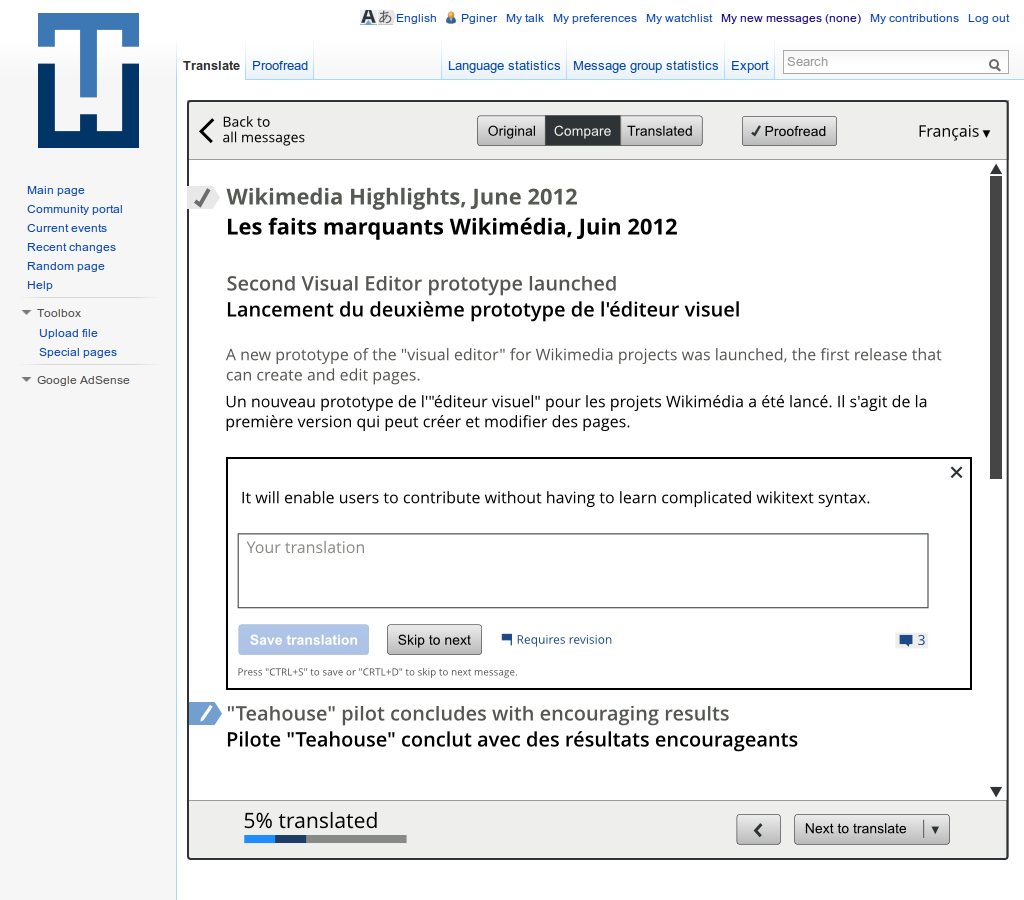 English Pginer My talk My preferences My watchlist My new messages (none) My contributions Log out
Translate Proofread Language statistics Message group statistics Export Search
Main page
Community portal
Current events
Recent changes
Random page
Help
Toolbox
Upload file
Special pages
Google AdSense
Back to
all messages
Original Compare Translated ✓ Proofread Français ▾
Wikimedia Highlights, June 2012
Les faits marquants Wikimédia, Juin 2012
Second Visual Editor prototype launched
Lancement du deuxième prototype de l'éditeur visuel
A new prototype of the "visual editor" for Wikimedia projects was launched, the first release that
can create and edit pages.
Un nouveau prototype de l'"éditeur visuel" pour les projets Wikimédia a été lancé. Il s'agit de la
première version qui peut créer et modifier des pages.
It will enable users to contribute without having to learn complicated wikitext syntax.
Your translation
Save translation Skip to next Requires revision 3
Press "CTRL+S" to save or "CRTL+D" to skip to next message.
"Teahouse" pilot concludes with encouraging results
Pilote "Teahouse" conclut avec des résultats encourageants
5% translated
Next to translate